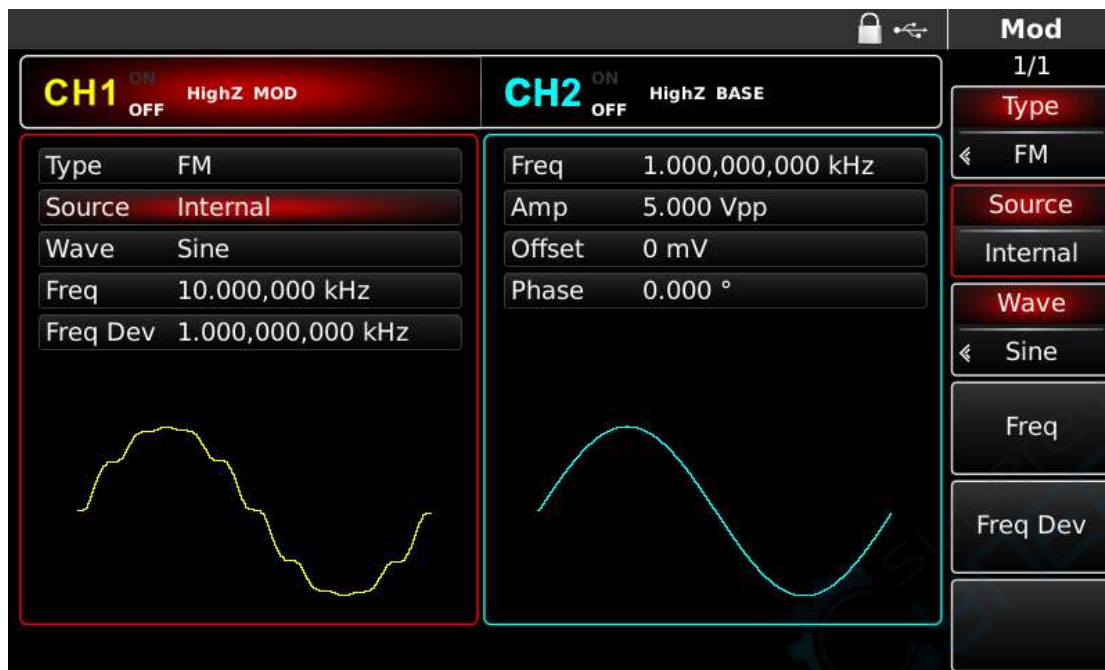 Mod
1/1
CH1 ON OFF HighZ MOD
CH2 ON OFF HighZ BASE
Type FM
Source Internal
Wave Sine
Freq 10.000,000 kHz
Freq Dev 1.000,000,000 kHz
Freq 1.000,000,000 kHz
Amp 5.000 Vpp
Offset 0 mV
Phase 0.000 °
Type
FM
Source
Internal
Wave
Sine
Freq
Freq Dev